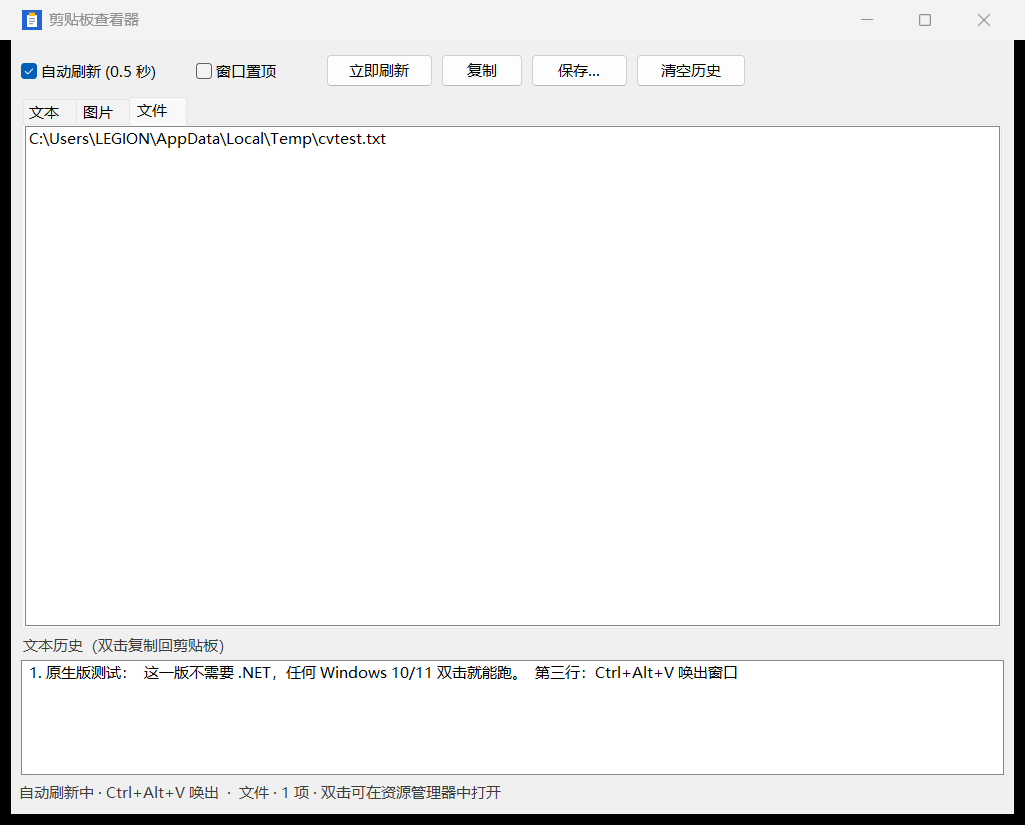 剪贴板查看器
自动刷新 (0.5 秒) 窗口置顶 立即刷新 复制 保存... 清空历史
文本 图片 文件
C:\Users\LEGION\AppData\Local\Temp\cvtest.txt
文本历史（双击复制回剪贴板）
1. 原生版测试： 这一版不需要 .NET，任何 Windows 10/11 双击就能跑。 第三行：Ctrl+Alt+V 唤出窗口
自动刷新中 · Ctrl+Alt+V 唤出 · 文件 · 1 项 · 双击可在资源管理器中打开